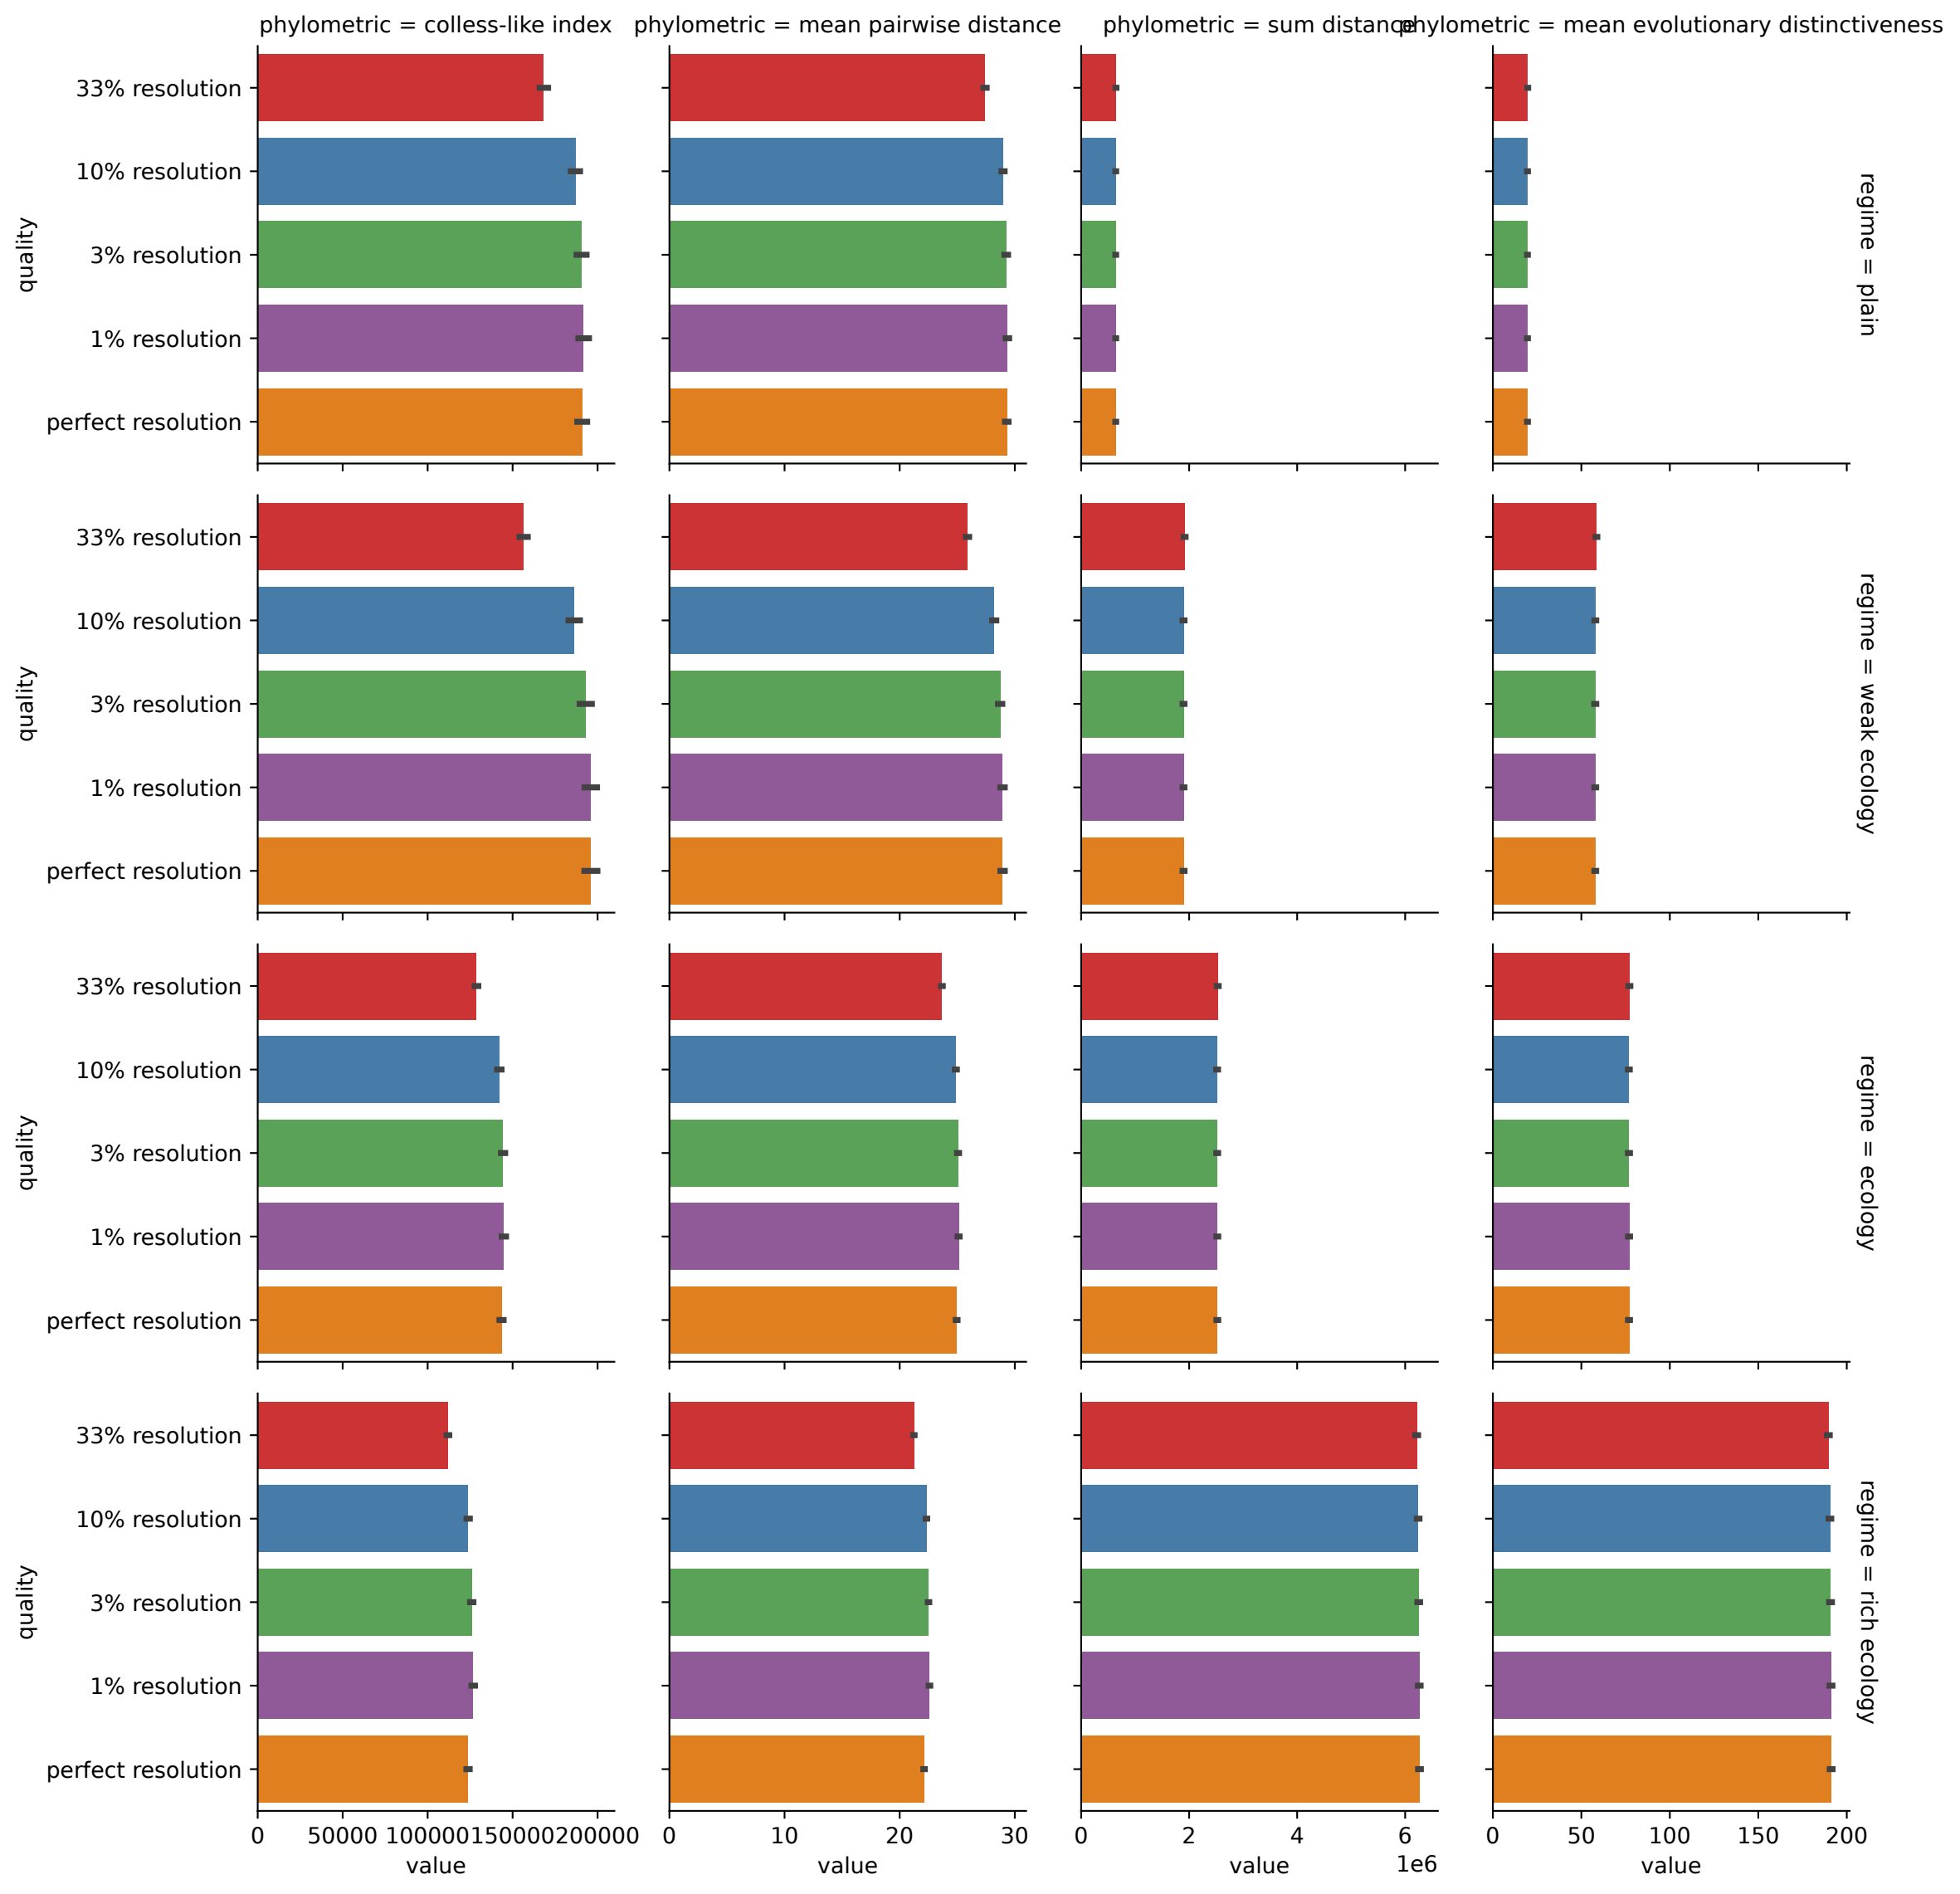 phylometric = colless-like index
phylometric = mean pairwise distance
phylometric = sum distance
phylometric = mean evolutionary distinctiveness
quality
33% resolution
10% resolution
3% resolution
1% resolution
perfect resolution
regime = plain
quality
33% resolution
10% resolution
3% resolution
1% resolution
perfect resolution
regime = weak ecology
quality
33% resolution
10% resolution
3% resolution
1% resolution
perfect resolution
regime = ecology
quality
33% resolution
10% resolution
3% resolution
1% resolution
perfect resolution
regime = rich ecology
0 50000 100000 150000 200000
value
0 10 20 30
value
0 2 4 6
1e6
value
0 50 100 150 200
value